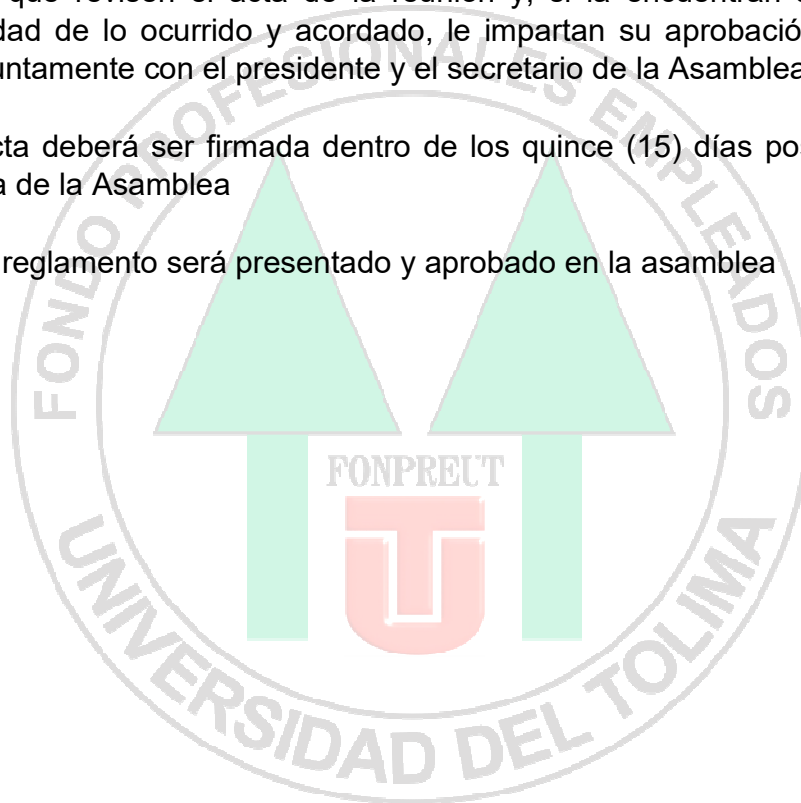 que revisen el acta de la reunión y, si la encuentran
dad de lo ocurrido y acordado, le impartan su aprobació
untamente con el presidente y el secretario de la Asamblea
cta deberá ser firmada dentro de los quince (15) días pos
a de la Asamblea
reglamento será presentado y aprobado en la asamblea
FONDO PROFESIONALES EMPLEADOS
FONPREUT
UNIVERSIDAD DEL TOLIMA